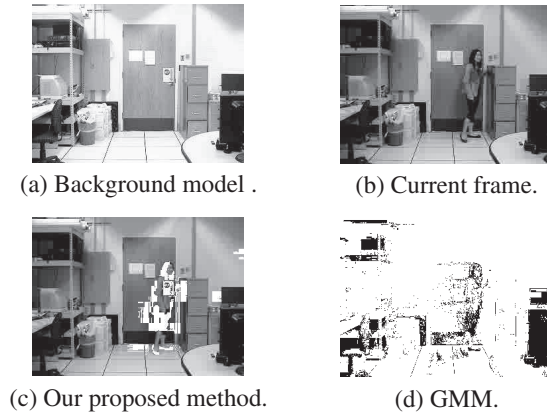 (a) Background model .
(b) Current frame.
(c) Our proposed method.
(d) GMM.